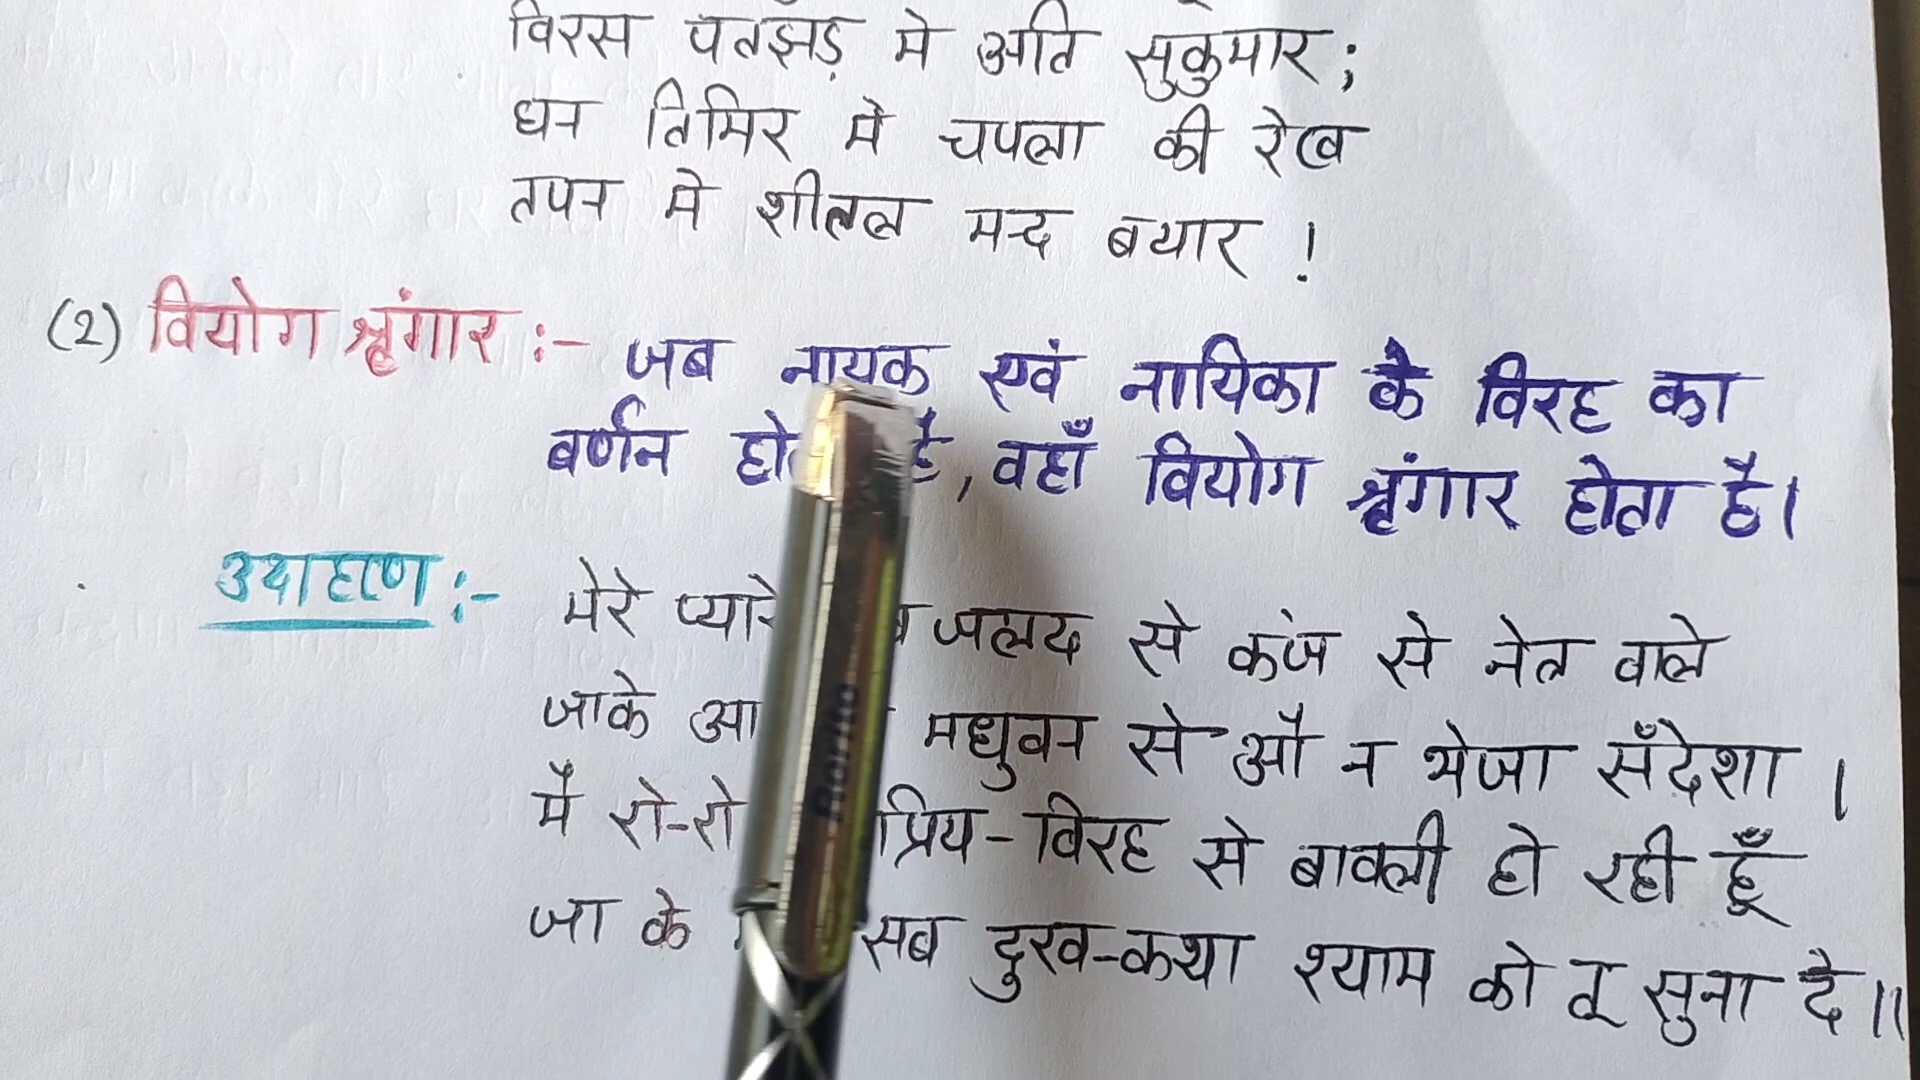 विरस पतझड़ मे अति सुकुमार;
घन तिमिर मे चपला की रेख
तपन मे शीतल मन्द बयार !
(2) वियोग श्रृंगार :- जब नायक एवं नायिका के विरह का
वर्णन है, वहाँ वियोग श्रृंगार होता है।
उदाहरण :- मेरे प्यारे जलद से कंज से नेत्र वाले
जाके मधुवन से औ न भेजा सँदेशा ।
मै रो-रो प्रिय-विरह से बावली हो रही हूँ
जा के सब दुख-कथा श्याम को तू सुना दे ॥